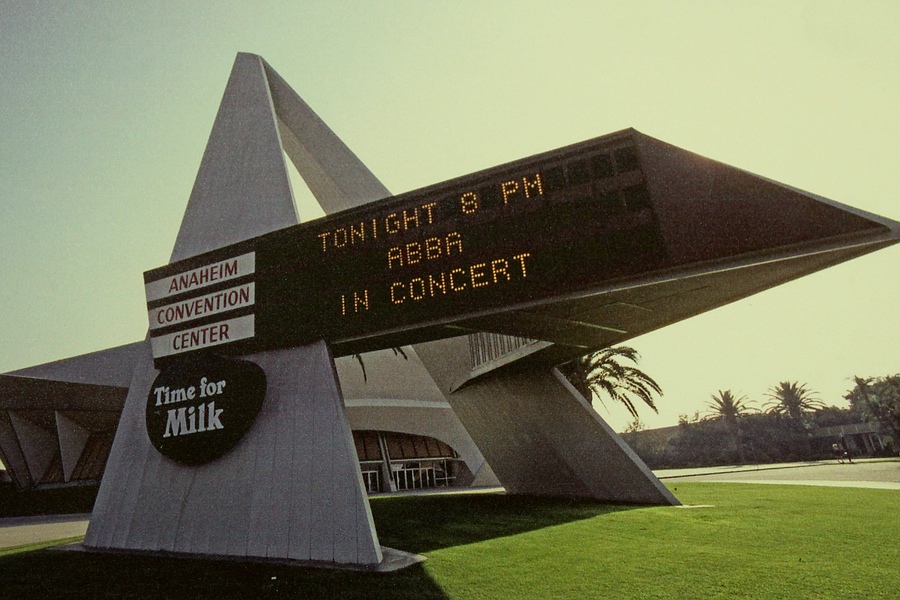 TONIGHT 8 PM
ABBA
IN CONCERT
ANAHEIM
CONVENTION
CENTER
Time for
Milk